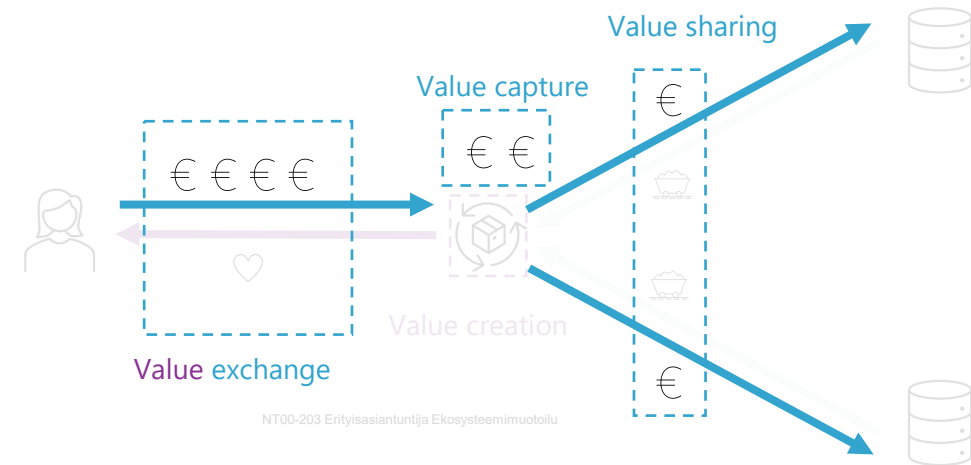 Value sharing
Value capture
€
€ €
€ € € €
Value creation
Value exchange
€
NT00-203 Erityisasiantuntija Ekosysteemimuotoilu